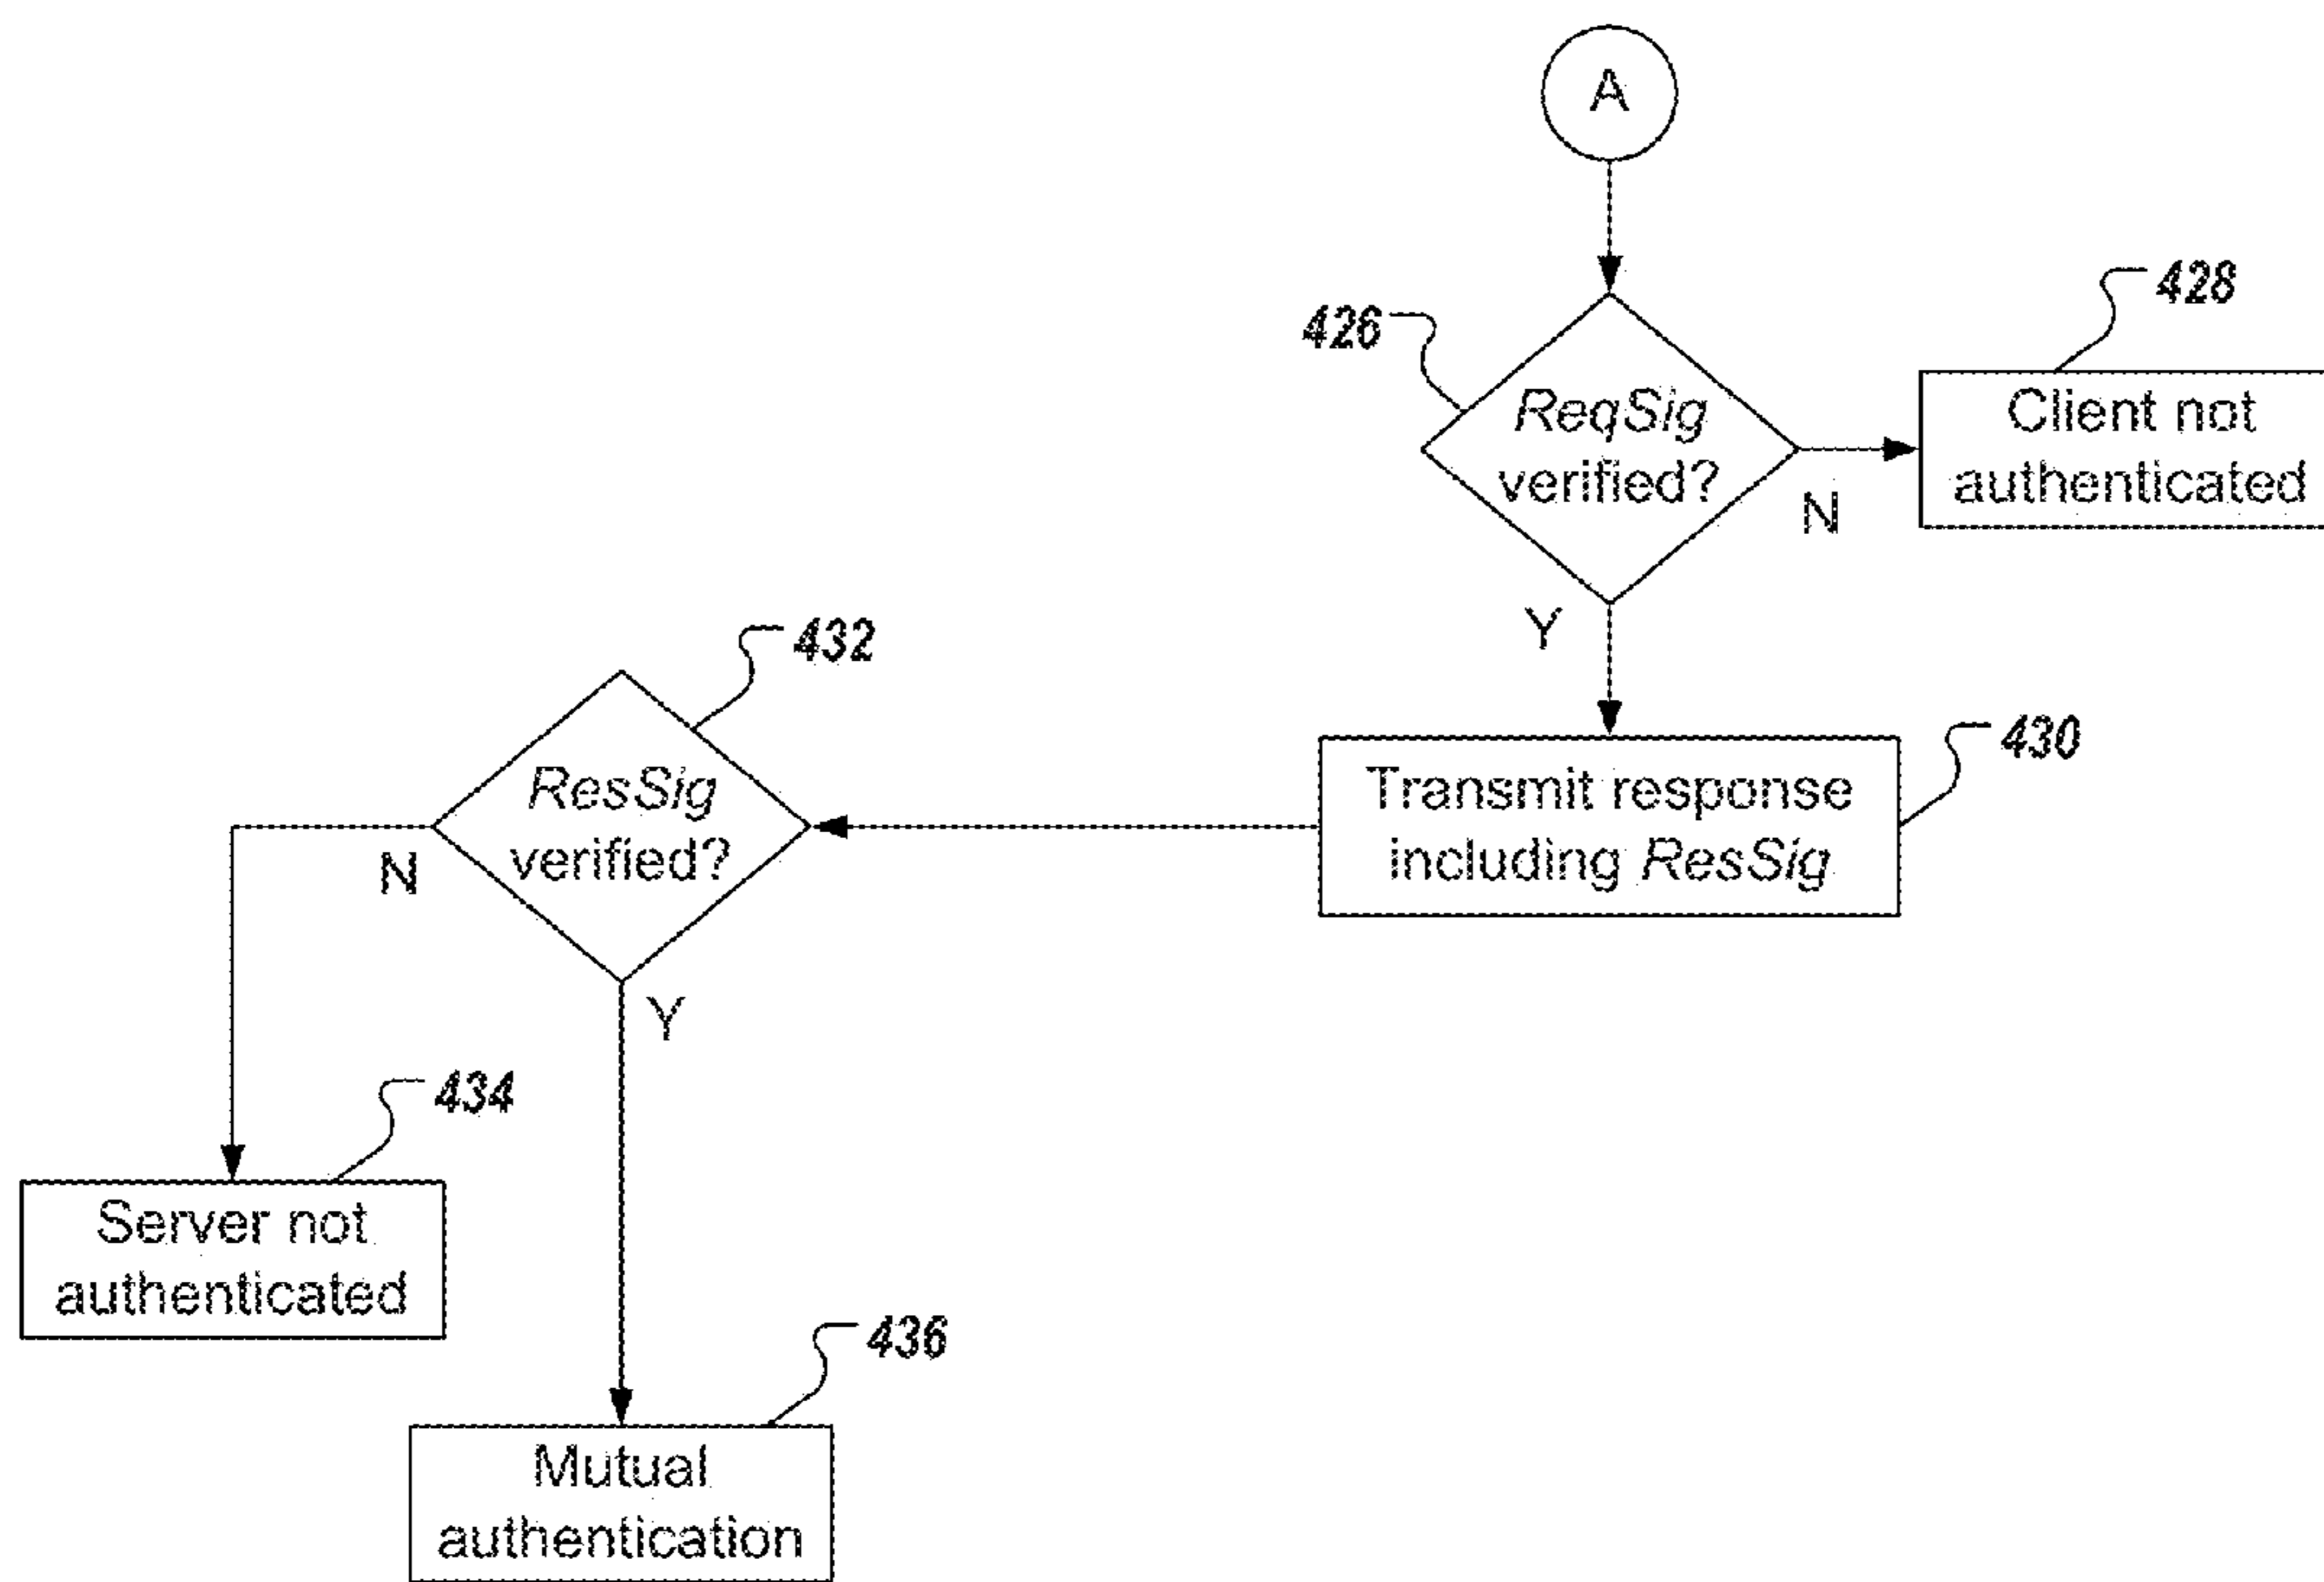 A
426
428
ReqSig
verified?
Client not
authenticated
N
Y
432
430
ResSig
verified?
Transmit response
including ResSig
N
Y
434
Server not
authenticated
436
Mutual
authentication